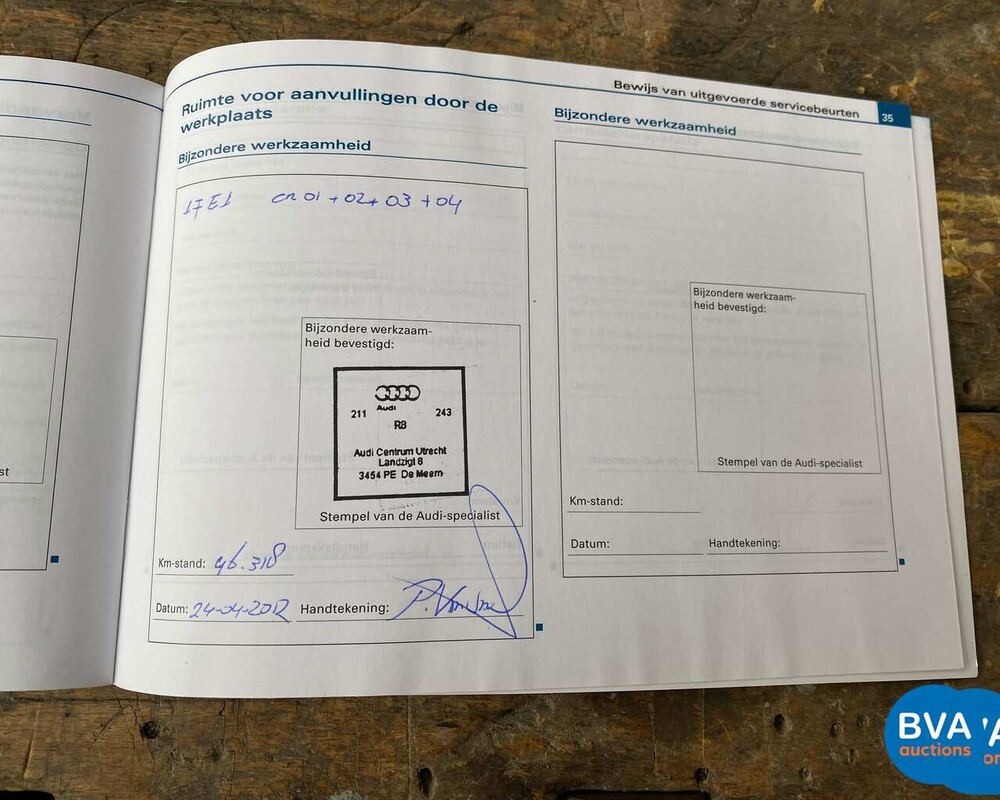 Bewijs van uitgevoerde servicebeurten
35
Ruimte voor aanvullingen door de
werkplaats
Bijzondere werkzaamheid
17E1 cn 01 + 02 + 03 + 04
Bijzondere werkzaam-
heid bevestigd:
Audi
211 243
R8
Audi Centrum Utrecht
Landzigt 8
3454 PE De Meern
Stempel van de Audi-specialist
Km-stand: 96.318
Datum: 24-04-2012 Handtekening:
Bijzondere werkzaamheid
Bijzondere werkzaam-
heid bevestigd:
Stempel van de Audi-specialist
Km-stand:
Datum: Handtekening:
st
BVA
auctions